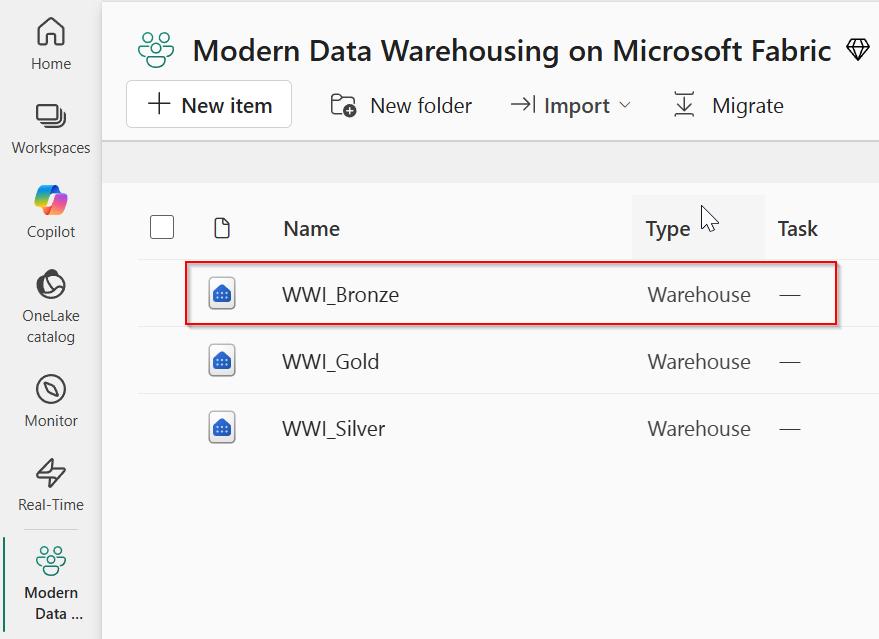 Home
Workspaces
Copilot
OneLake
catalog
Monitor
Real-Time
Modern
Data ...
Modern Data Warehousing on Microsoft Fabric
New item New folder Import Migrate
Name Type Task
WWI_Bronze Warehouse —
WWI_Gold Warehouse —
WWI_Silver Warehouse —